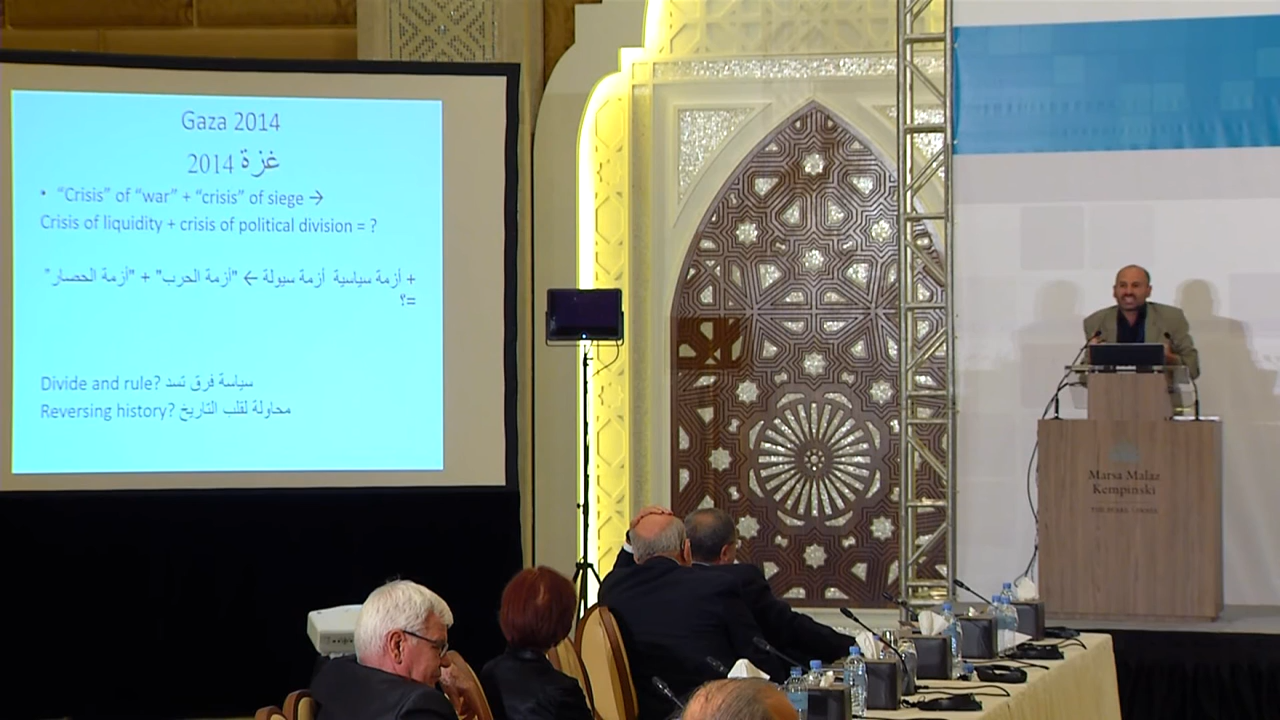 Gaza 2014
غزة 2014
• “Crisis” of “war” + “crisis” of siege →
Crisis of liquidity + crisis of political division = ?
+ أزمة سياسية أزمة سيولة ← "أزمة الحرب" + "أزمة الحصار"
=؟
Divide and rule? سياسة فرق تسد
Reversing history? محاولة لقلب التاريخ
Marsa Malaz
Kempinski